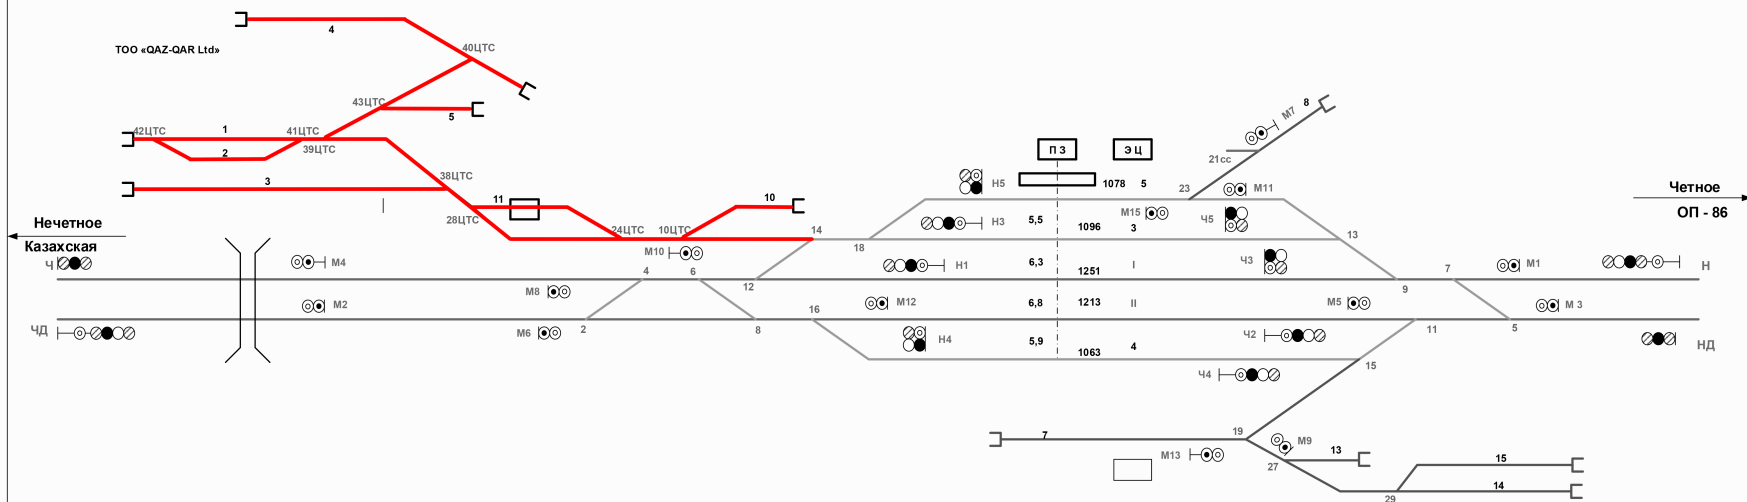 4
ТОО «QAZ-QAR Ltd»
40ЦТС
43ЦТС
5
42ЦТС
1
41ЦТС
2
39ЦТС
3
38ЦТС
11
28ЦТС
24ЦТС
10ЦТС
10
14
Нечетное
Казахская
Ч
ЧД
М4
М2
М8
М6
М10
4
6
2
8
12
16
18
П З
Э Ц
Н5
1078
5
Н3
5,5
М15
1096
3
Н1
6,3
1251
I
М12
6,8
1213
II
Н4
5,9
1063
4
М7
8
21сс
23
М11
Ч5
13
Ч3
М5
Ч2
Ч4
9
7
М1
Н
М 3
5
11
15
НД
Четное
ОП - 86
7
19
М13
М9
13
27
15
14
29